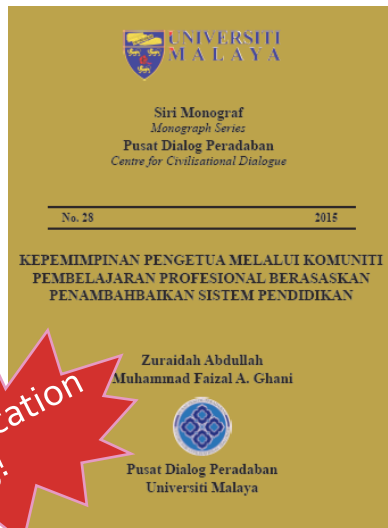 UNIVERSITI
MALAYA
Siri Monograf
Monograph Series
Pusat Dialog Peradaban
Centre for Civilisational Dialogue
No. 28 2015
KEPEMIMPINAN PENGETUA MELALUI KOMUNITI
PEMBELAJARAN PROFESIONAL BERASASKAN
PENAMBAHBAIKAN SISTEM PENDIDIKAN
Zuraidah Abdullah
Muhammad Faizal A. Ghani
Pusat Dialog Peradaban
Universiti Malaya